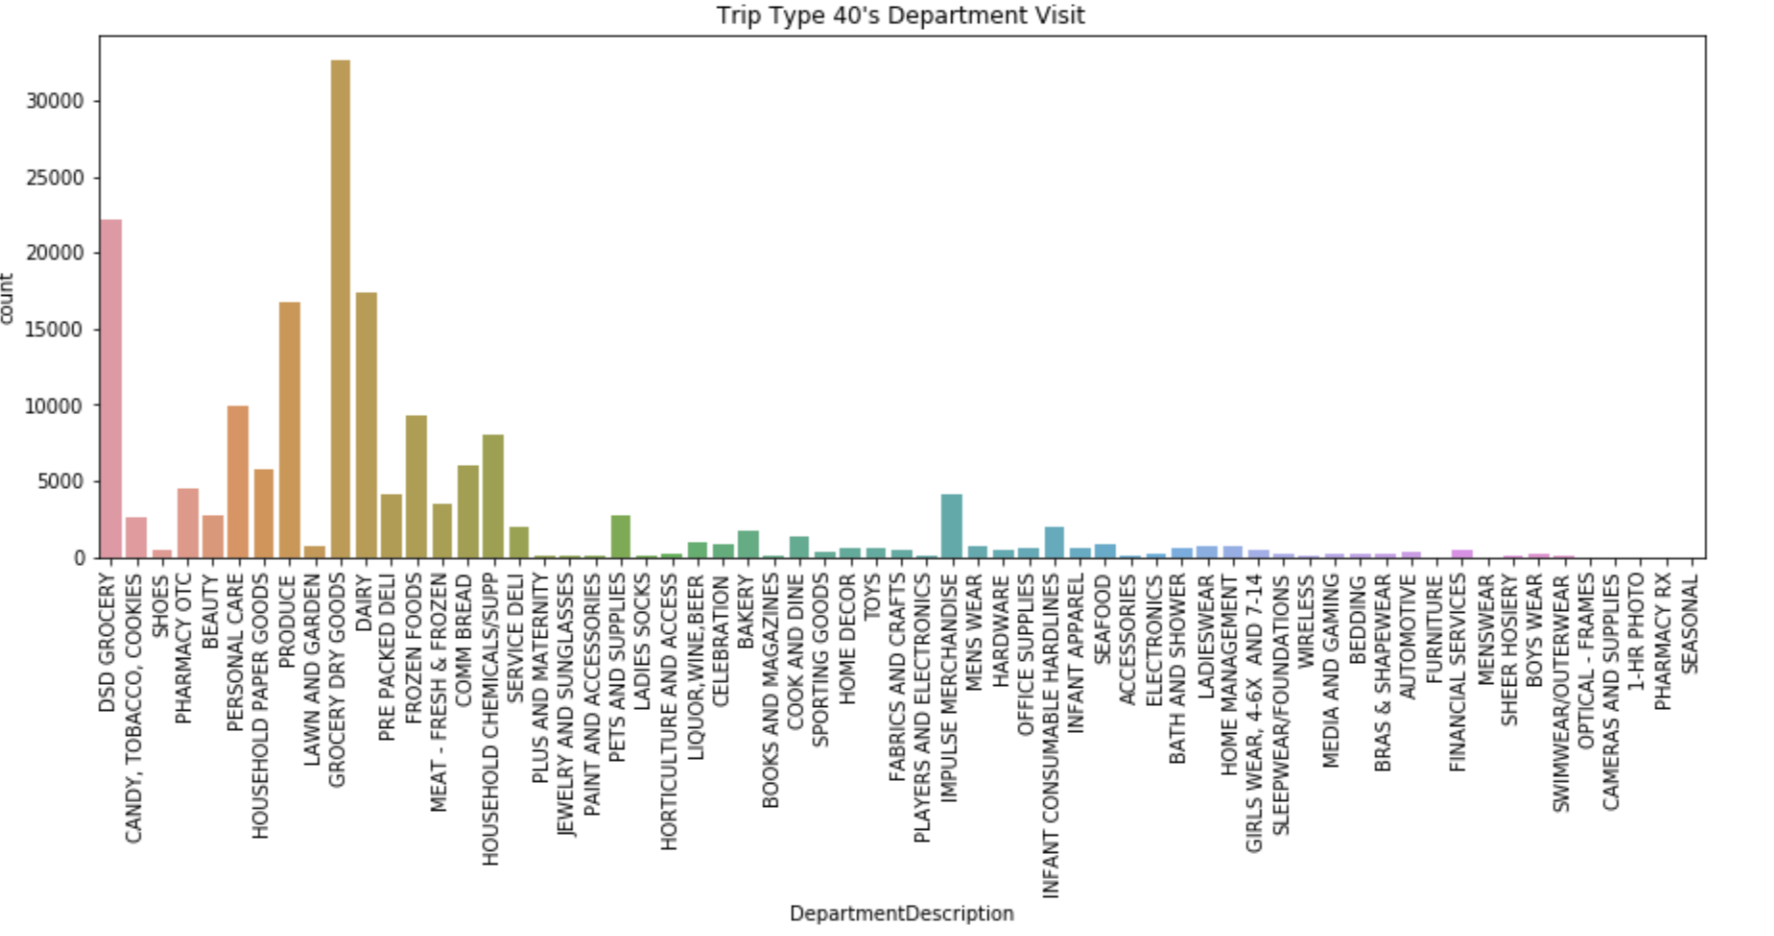 Trip Type 40's Department Visit
count
30000
25000
20000
15000
10000
5000
0
DSD GROCERY
CANDY, TOBACCO, COOKIES
SHOES
PHARMACY OTC
BEAUTY
PERSONAL CARE
HOUSEHOLD PAPER GOODS
PRODUCE
LAWN AND GARDEN
GROCERY DRY GOODS
DAIRY
PRE PACKED DELI
FROZEN FOODS
MEAT - FRESH & FROZEN
COMM BREAD
HOUSEHOLD CHEMICALS/SUPP
SERVICE DELI
PLUS AND MATERNITY
JEWELRY AND SUNGLASSES
PAINT AND ACCESSORIES
PETS AND SUPPLIES
LADIES SOCKS
HORTICULTURE AND ACCESS
LIQUOR,WINE,BEER
CELEBRATION
BAKERY
BOOKS AND MAGAZINES
COOK AND DINE
SPORTING GOODS
HOME DECOR
TOYS
FABRICS AND CRAFTS
PLAYERS AND ELECTRONICS
IMPULSE MERCHANDISE
MENS WEAR
HARDWARE
OFFICE SUPPLIES
INFANT CONSUMABLE HARDLINES
INFANT APPAREL
SEAFOOD
ACCESSORIES
ELECTRONICS
BATH AND SHOWER
LADIESWEAR
HOME MANAGEMENT
GIRLS WEAR, 4-6X  AND 7-14
SLEEPWEAR/FOUNDATIONS
WIRELESS
MEDIA AND GAMING
BEDDING
BRAS & SHAPEWEAR
AUTOMOTIVE
FURNITURE
FINANCIAL SERVICES
MENSWEAR
SHEER HOSIERY
BOYS WEAR
SWIMWEAR/OUTERWEAR
OPTICAL - FRAMES
CAMERAS AND SUPPLIES
1-HR PHOTO
PHARMACY RX
SEASONAL
DepartmentDescription